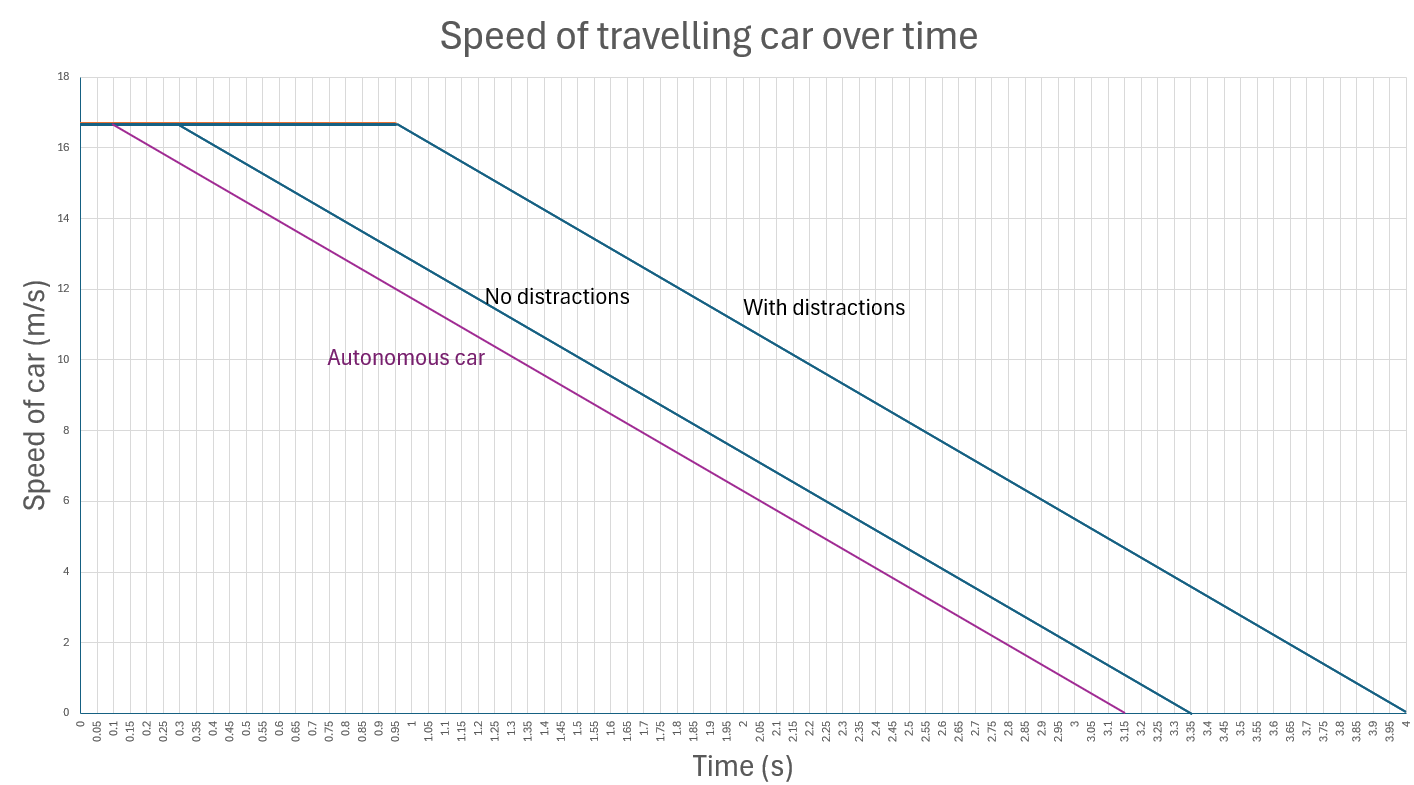 Speed of travelling car over time
Speed of car (m/s)
18
16
14
12
10
8
6
4
2
0
No distractions
With distractions
Autonomous car
0 0.05 0.1 0.15 0.2 0.25 0.3 0.35 0.4 0.45 0.5 0.55 0.6 0.65 0.7 0.75 0.8 0.85 0.9 0.95 1 1.05 1.1 1.15 1.2 1.25 1.3 1.35 1.4 1.45 1.5 1.55 1.6 1.65 1.7 1.75 1.8 1.85 1.9 1.95 2 2.05 2.1 2.15 2.2 2.25 2.3 2.35 2.4 2.45 2.5 2.55 2.6 2.65 2.7 2.75 2.8 2.85 2.9 2.95 3 3.05 3.1 3.15 3.2 3.25 3.3 3.35 3.4 3.45 3.5 3.55 3.6 3.65 3.7 3.75 3.8 3.85 3.9 3.95 4
Time (s)